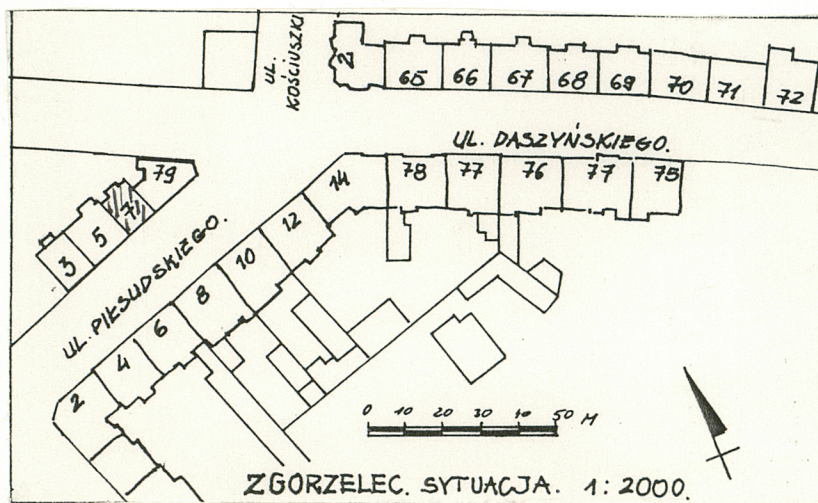 UL.
KOŚCIUSZKI
2
65 66 67 68 69 70 71 72
UL. DASZYŃSKIEGO.
79
7
5
3
14 78 77 76 77 75
12
10
8
6
4
2
UL. PIŁSUDSKIEGO.
0 10 20 30 40 50 M
ZGORZELEC. SYTUACJA. 1:2000.